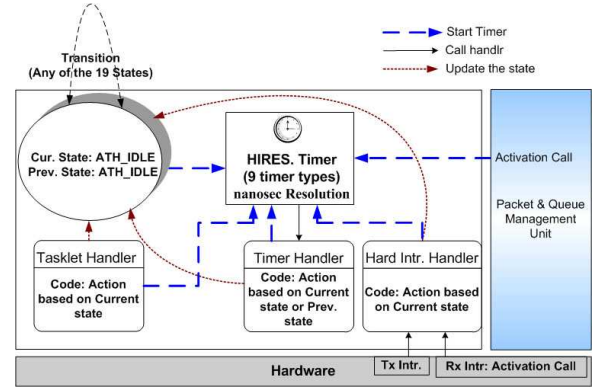 Transition
(Any of the 19 States)
Start Timer
Call handlr
Update the state
Cur. State: ATH_IDLE
Prev. State: ATH_IDLE
HIRES. Timer
(9 timer types)
nanosec Resolution
Activation Call
Packet & Queue
Management
Unit
Tasklet Handler
Code: Action
based on Current
state
Timer Handler
Code: Action
based on Current
state or Prev.
state
Hard Intr. Handler
Code: Action based
on Current state
Tx Intr.
Rx Intr: Activation Call
Hardware